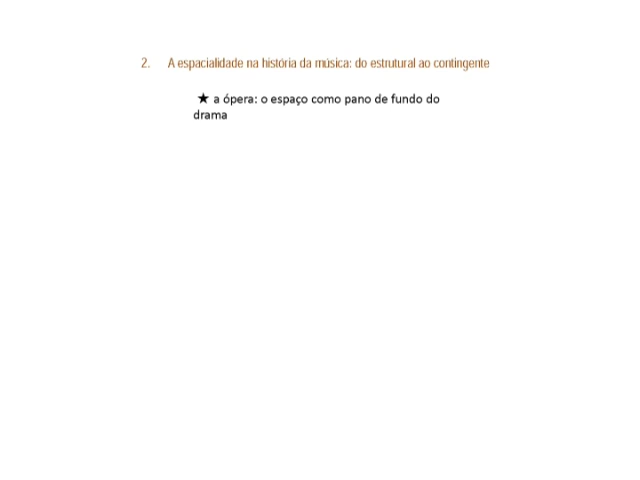 2. A espacialidade na história da música: do estrutural ao contingente
★ a ópera: o espaço como pano de fundo do
drama